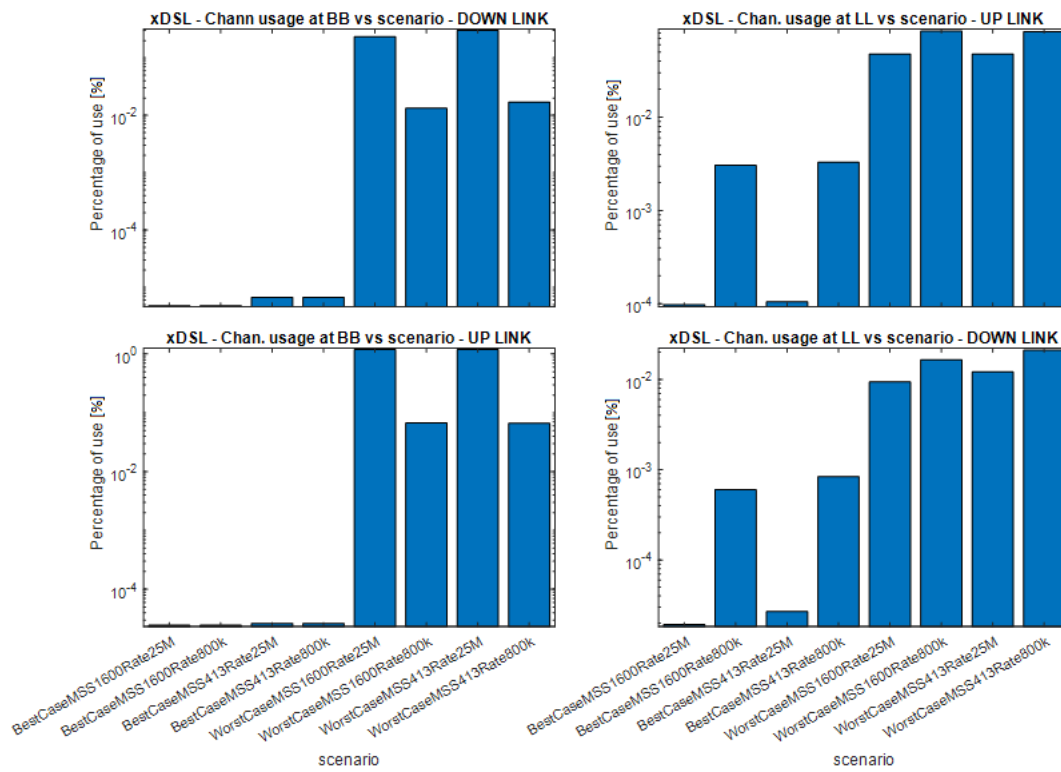 xDSL - Chann usage at BB vs scenario - DOWN LINK
Percentage of use [%]
10^-2
10^-4
xDSL - Chan. usage at LL vs scenario - UP LINK
Percentage of use [%]
10^-2
10^-3
10^-4
xDSL - Chan. usage at BB vs scenario - UP LINK
Percentage of use [%]
10^0
10^-2
10^-4
BestCaseMSS1600Rate25M
BestCaseMSS1600Rate800k
BestCaseMSS413Rate25M
BestCaseMSS413Rate800k
WorstCaseMSS1600Rate25M
WorstCaseMSS1600Rate800k
WorstCaseMSS413Rate25M
WorstCaseMSS413Rate800k
scenario
xDSL - Chan. usage at LL vs scenario - DOWN LINK
Percentage of use [%]
10^-2
10^-3
10^-4
BestCaseMSS1600Rate25M
BestCaseMSS1600Rate800k
BestCaseMSS413Rate25M
BestCaseMSS413Rate800k
WorstCaseMSS1600Rate25M
WorstCaseMSS1600Rate800k
WorstCaseMSS413Rate25M
WorstCaseMSS413Rate800k
scenario